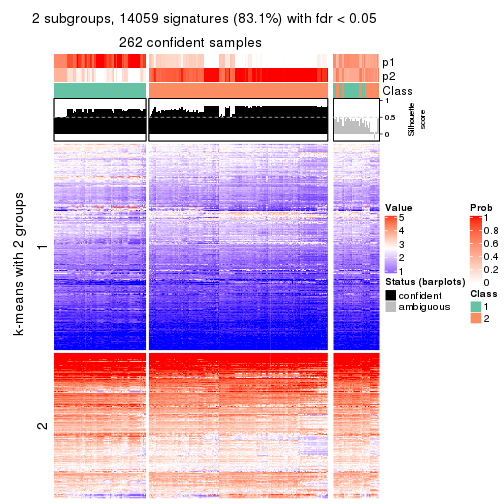 2 subgroups, 14059 signatures (83.1%) with fdr < 0.05
262 confident samples
p1
p2
Class
1
0.5
0
Silhouette
score
k-means with 2 groups
1
2
Value
5
4
3
2
1
Prob
1
0.8
0.6
0.4
0.2
0
Status (barplots)
confident
ambiguous
Class
1
2